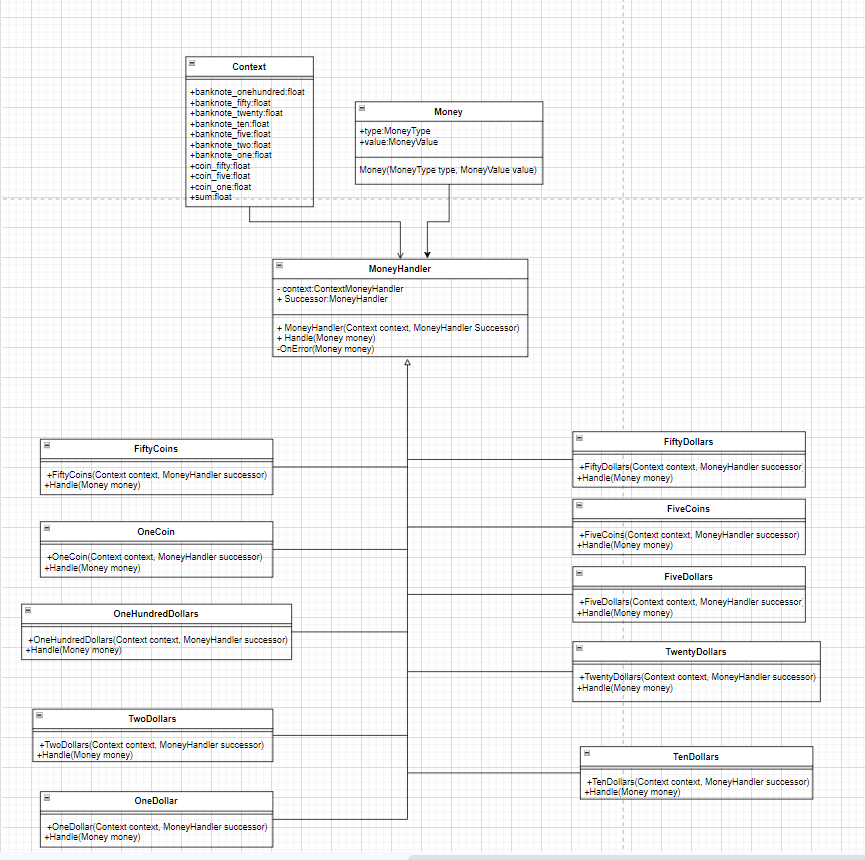 Context
+banknote_onehundred:float
+banknote_fifty:float
+banknote_twenty:float
+banknote_ten:float
+banknote_five:float
+banknote_two:float
+banknote_one:float
+coin_fifty:float
+coin_five:float
+coin_one:float
+sum:float
Money
+type:MoneyType
+value:MoneyValue
Money(MoneyType type, MoneyValue value)
MoneyHandler
- context:ContextMoneyHandler
+ Successor:MoneyHandler
+ MoneyHandler(Context context, MoneyHandler Successor)
+ Handle(Money money)
-OnError(Money money)
FiftyCoins
+FiftyCoins(Context context, MoneyHandler successor)
+Handle(Money money)
OneCoin
+OneCoin(Context context, MoneyHandler successor)
+Handle(Money money)
OneHundredDollars
+OneHundredDollars(Context context, MoneyHandler successor)
+Handle(Money money)
TwoDollars
+TwoDollars(Context context, MoneyHandler successor)
+Handle(Money money)
OneDollar
+OneDollar(Context context, MoneyHandler successor)
+Handle(Money money)
FiftyDollars
+FiftyDollars(Context context, MoneyHandler successor
+Handle(Money money)
FiveCoins
+FiveCoins(Context context, MoneyHandler successor)
+Handle(Money money)
FiveDollars
+FiveDollars(Context context, MoneyHandler successor
+Handle(Money money)
TwentyDollars
+TwentyDollars(Context context, MoneyHandler successor)
+Handle(Money money)
TenDollars
+TenDollars(Context context, MoneyHandler successor)
+Handle(Money money)